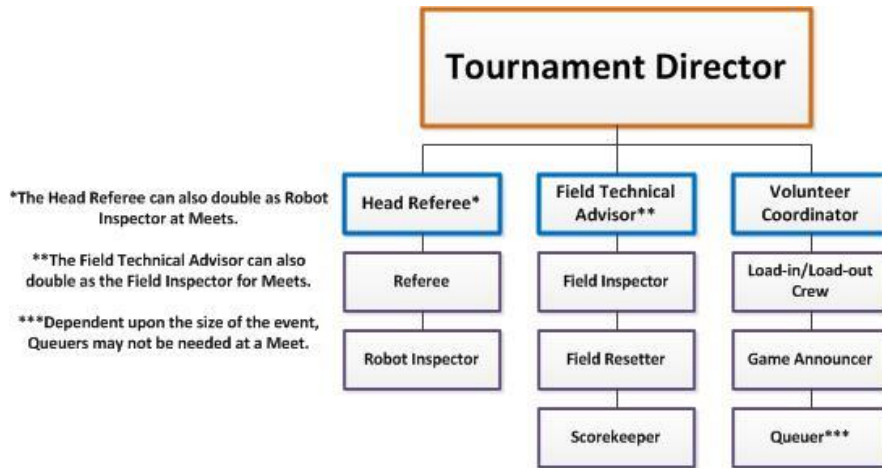 Tournament Director
Head Referee*
Field Technical
Advisor**
Volunteer
Coordinator
*The Head Referee can also double as Robot
Inspector at Meets.
**The Field Technical Advisor can also
double as the Field Inspector for Meets.
***Dependent upon the size of the event,
Queuers may not be needed at a Meet.
Referee
Field Inspector
Load-in/Load-out
Crew
Robot Inspector
Field Resetter
Game Announcer
Scorekeeper
Queuer***